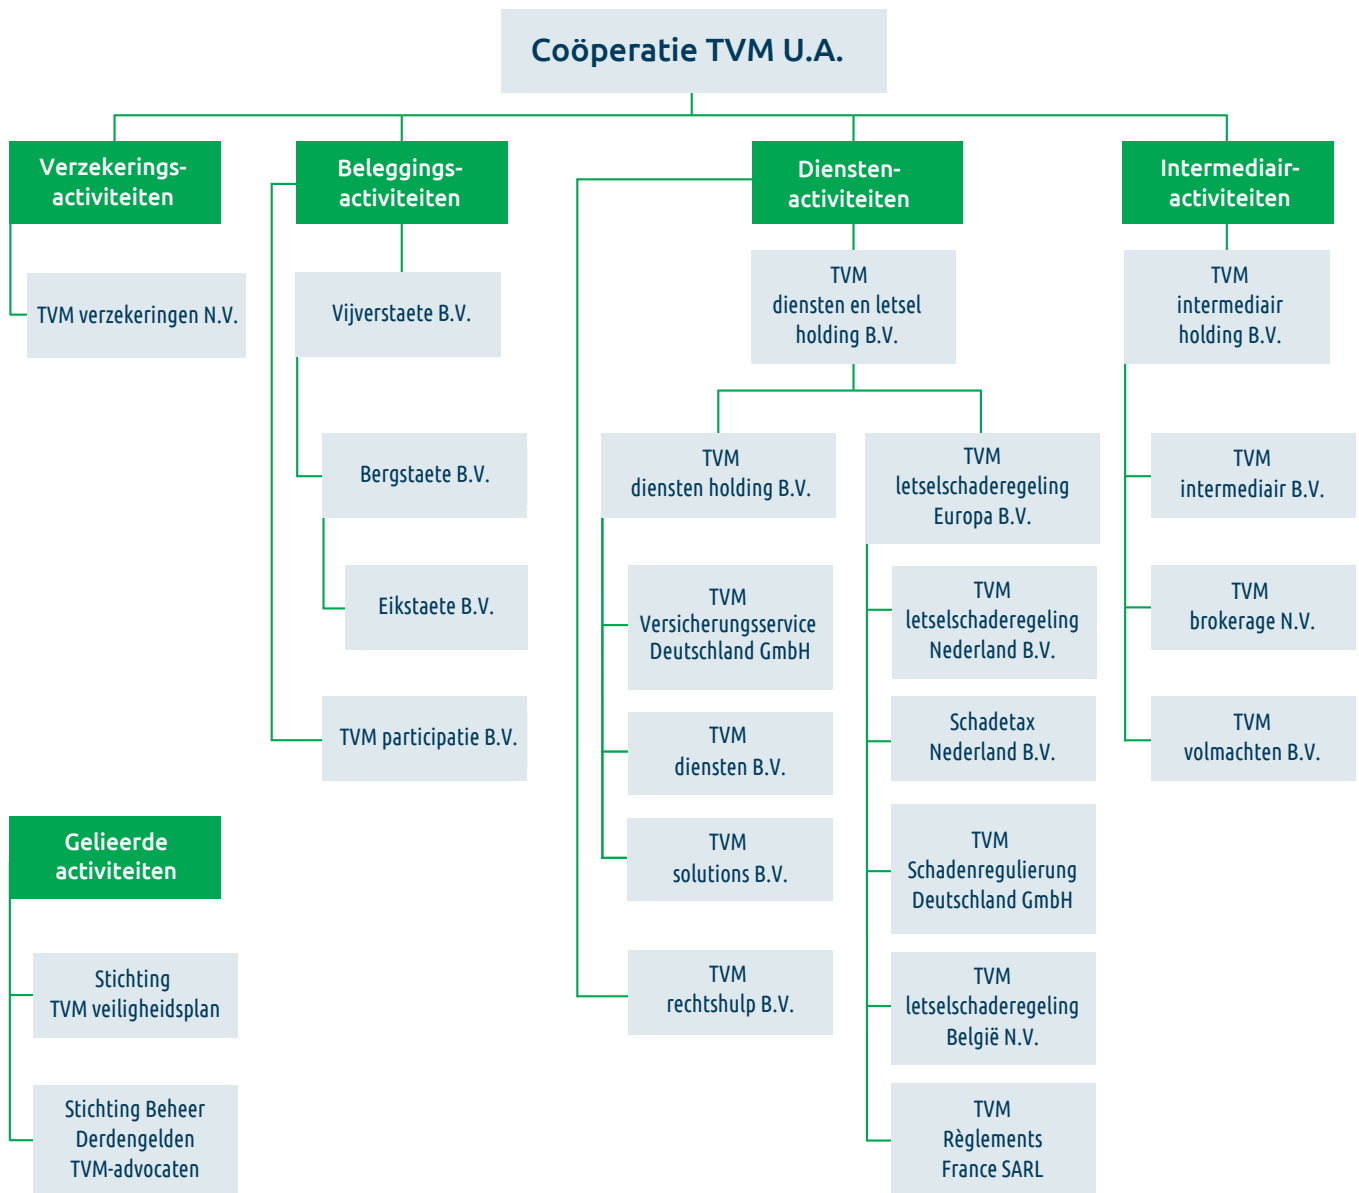 Coöperatie TVM U.A.
Verzekerings-
activiteiten
TVM verzekeringen N.V.
Beleggings-
activiteiten
Vijverstaete B.V.
Bergstaete B.V.
Eikstaete B.V.
TVM participatie B.V.
Diensten-
activiteiten
TVM
diensten en letsel
holding B.V.
TVM
diensten holding B.V.
TVM
Versicherungsservice
Deutschland GmbH
TVM
diensten B.V.
TVM
solutions B.V.
TVM
rechtshulp B.V.
TVM
letselschaderegeling
Europa B.V.
TVM
letselschaderegeling
Nederland B.V.
Schadetax
Nederland B.V.
TVM
Schadenregulierung
Deutschland GmbH
TVM
letselschaderegeling
België N.V.
TVM
Règlements
France SARL
Intermediair-
activiteiten
TVM
intermediair
holding B.V.
TVM
intermediair B.V.
TVM
brokerage N.V.
TVM
volmachten B.V.
Gelieerde
activiteiten
Stichting
TVM veiligheidsplan
Stichting Beheer
Derdengelden
TVM-advocaten